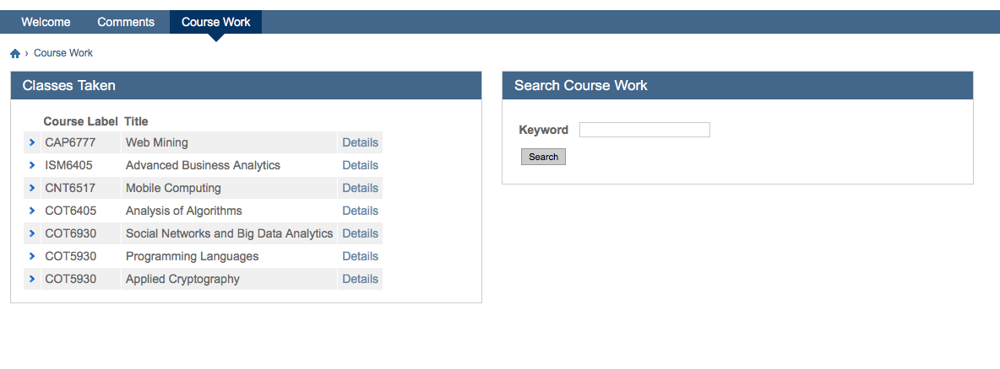 Welcome Comments Course Work
› Course Work
Classes Taken
Course Label Title
CAP6777 Web Mining Details
ISM6405 Advanced Business Analytics Details
CNT6517 Mobile Computing Details
COT6405 Analysis of Algorithms Details
COT6930 Social Networks and Big Data Analytics Details
COT5930 Programming Languages Details
COT5930 Applied Cryptography Details
Search Course Work
Keyword
Search